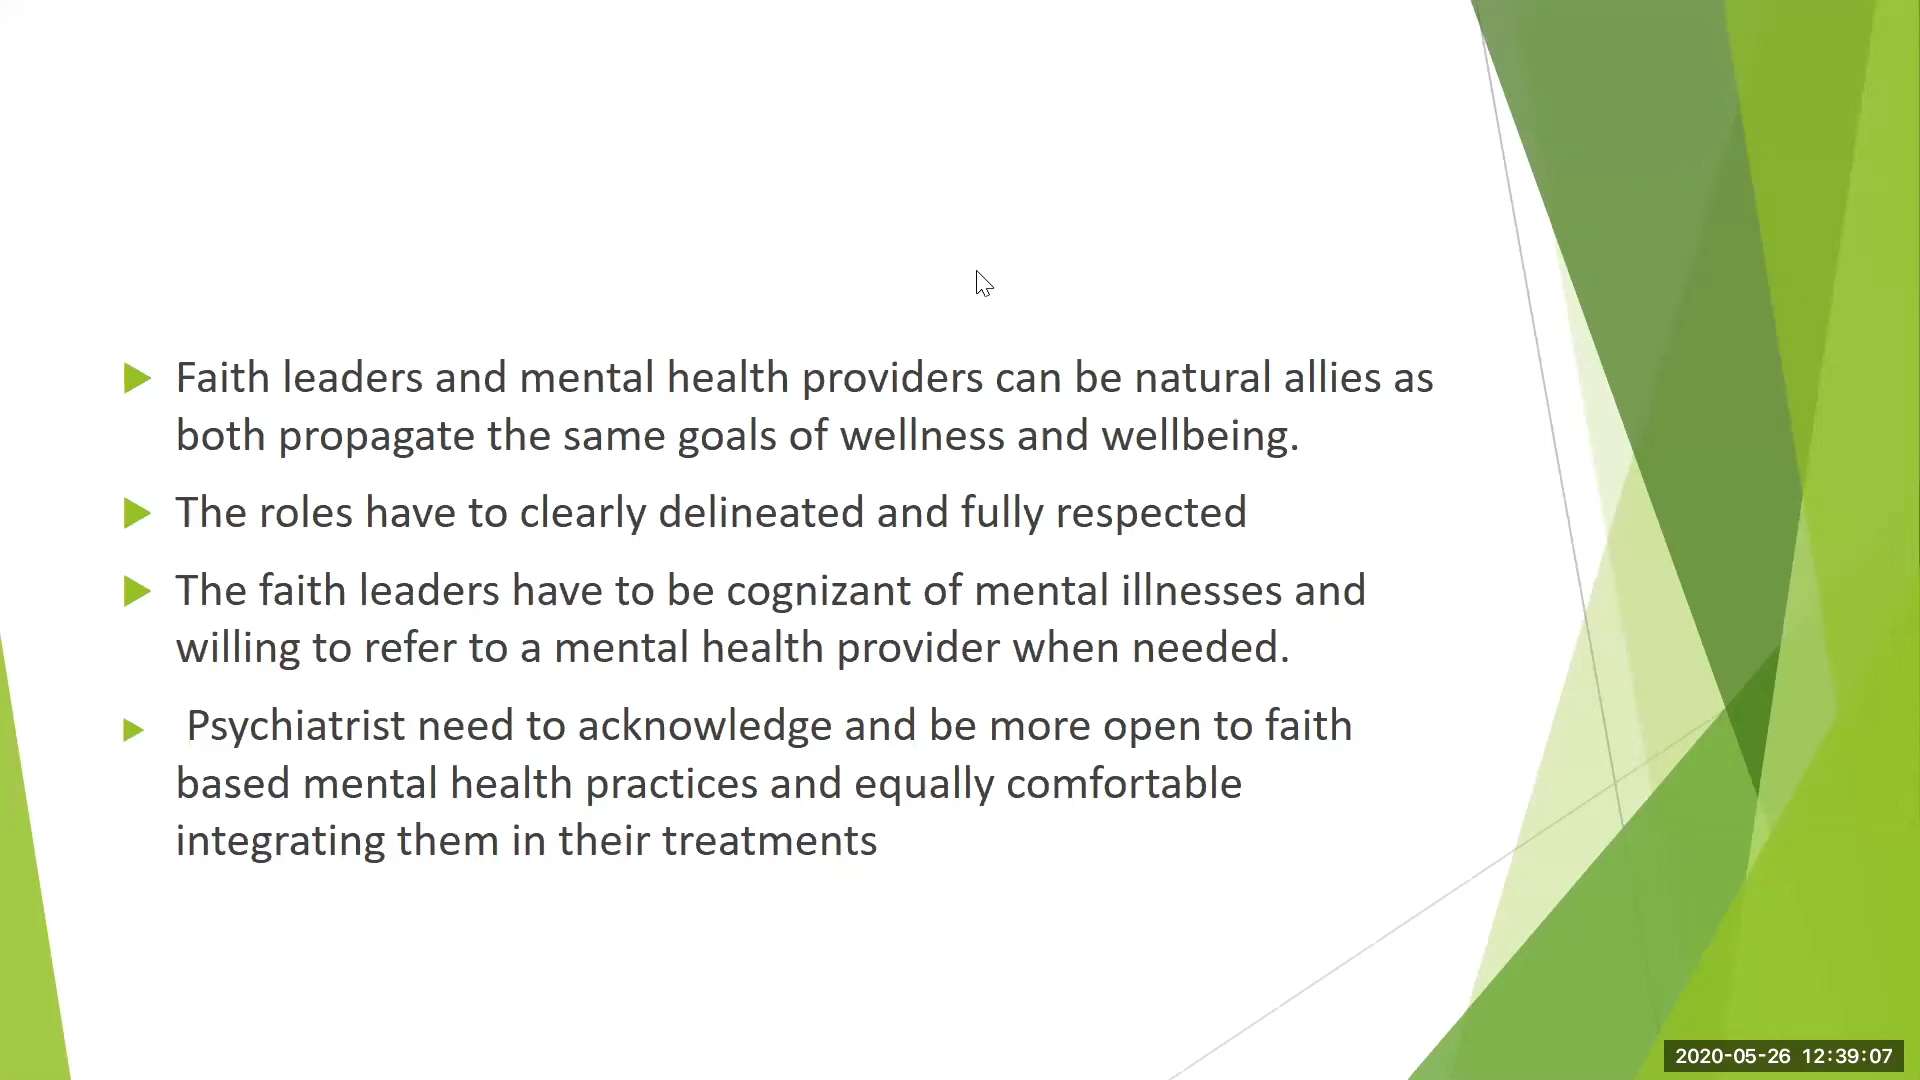 Faith leaders and mental health providers can be natural allies as
both propagate the same goals of wellness and wellbeing.
The roles have to clearly delineated and fully respected
The faith leaders have to be cognizant of mental illnesses and
willing to refer to a mental health provider when needed.
Psychiatrist need to acknowledge and be more open to faith
based mental health practices and equally comfortable
integrating them in their treatments
2020-05-26 12:39:07